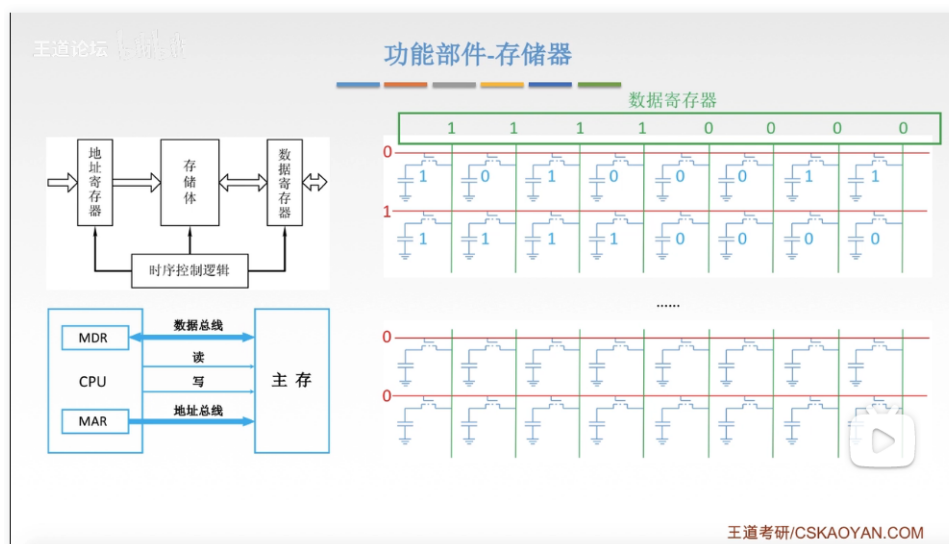 王道论坛
功能部件-存储器
数据寄存器
1 1 1 1 0 0 0 0
0
1 0 1 0 0 0 1 1
1
1 1 1 1 0 0 0 0
……
0
0
地址寄存器
存储体
数据寄存器
时序控制逻辑
MDR
CPU
MAR
数据总线
读
写
地址总线
主存
王道考研/CSKAOYAN.COM